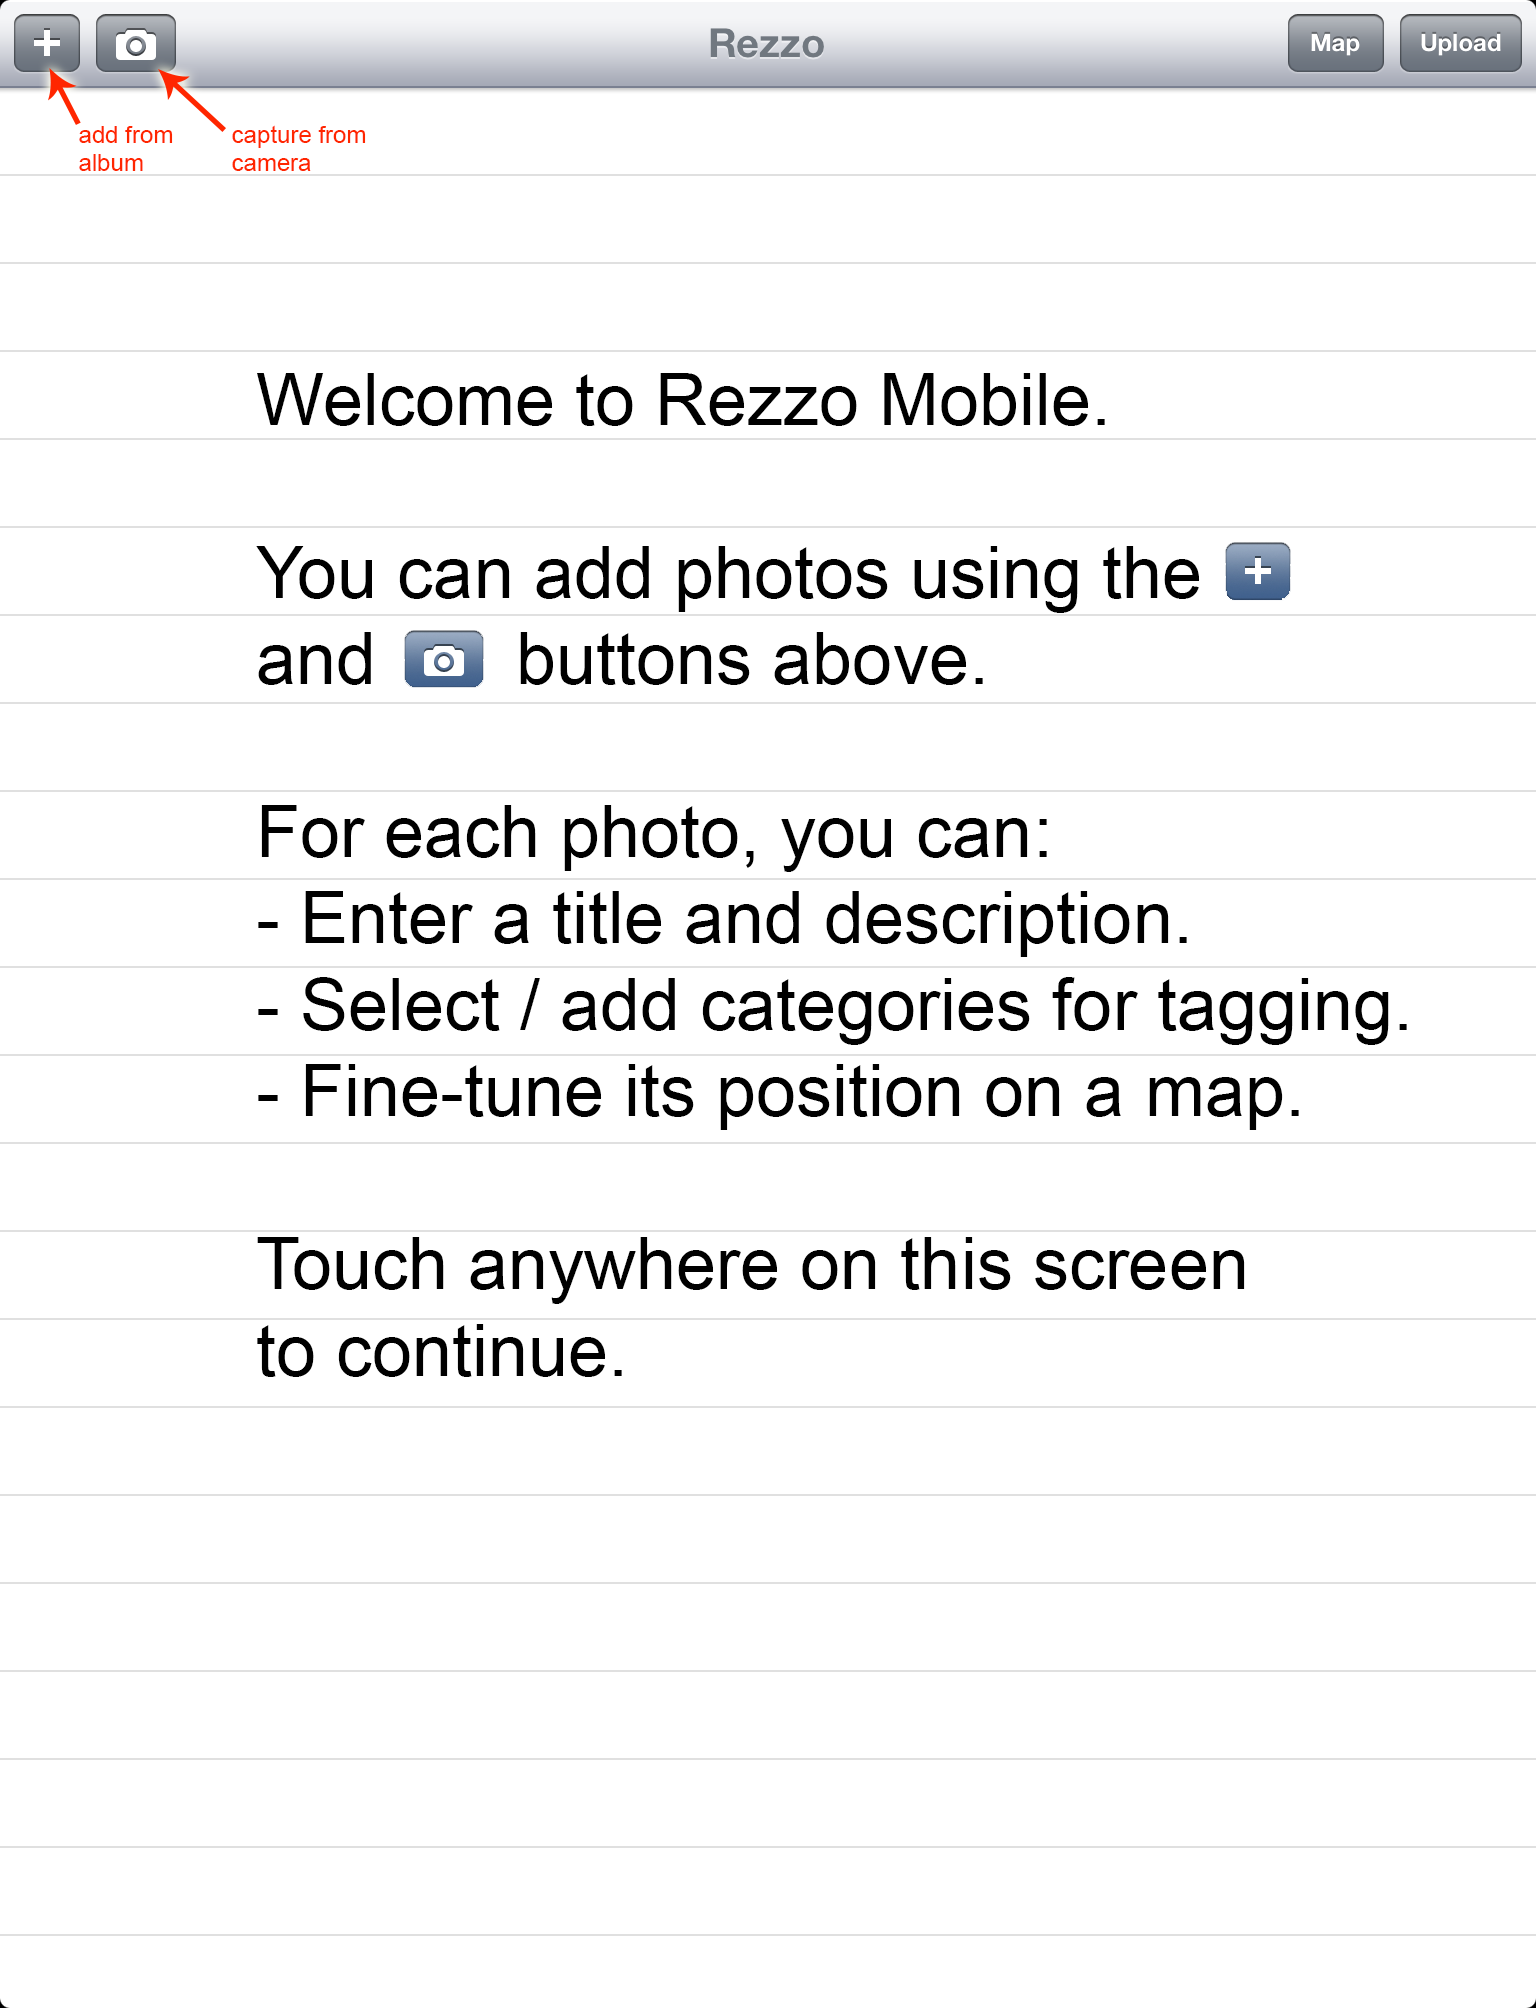 Rezzo
Map
Upload
add from
album
capture from
camera
Welcome to Rezzo Mobile.
You can add photos using the
and buttons above.
For each photo, you can:
- Enter a title and description.
- Select / add categories for tagging.
- Fine-tune its position on a map.
Touch anywhere on this screen
to continue.